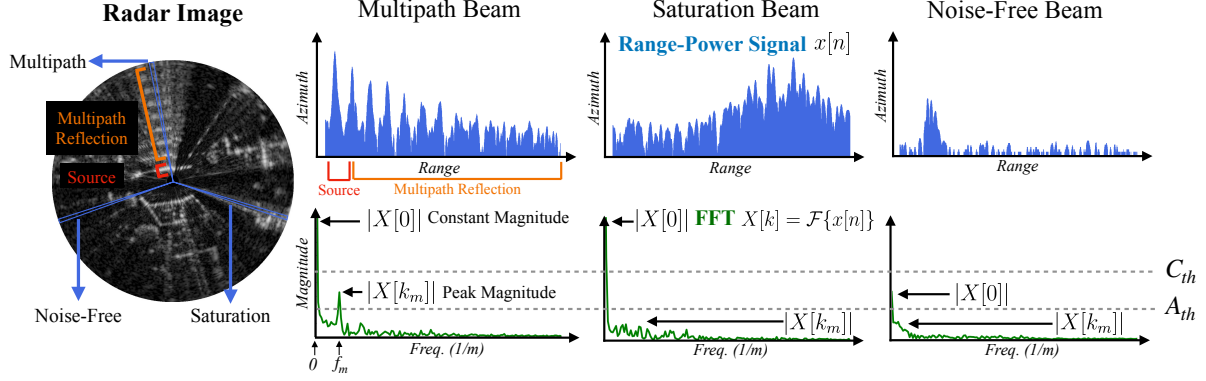 Radar Image
Multipath Beam
Saturation Beam
Noise-Free Beam
Multipath
Multipath
Reflection
Source
Noise-Free
Saturation
Azimuth
Range
Source
Multipath Reflection
Range-Power Signal x[n]
Azimuth
Range
Azimuth
Range
|X[0]| Constant Magnitude
|X[k_m]| Peak Magnitude
Magnitude
0
f_m
Freq. (1/m)
|X[0]| FFT X[k] = F{x[n]}
|X[k_m]|
Freq. (1/m)
|X[0]|
|X[k_m]|
Freq. (1/m)
C_th
A_th